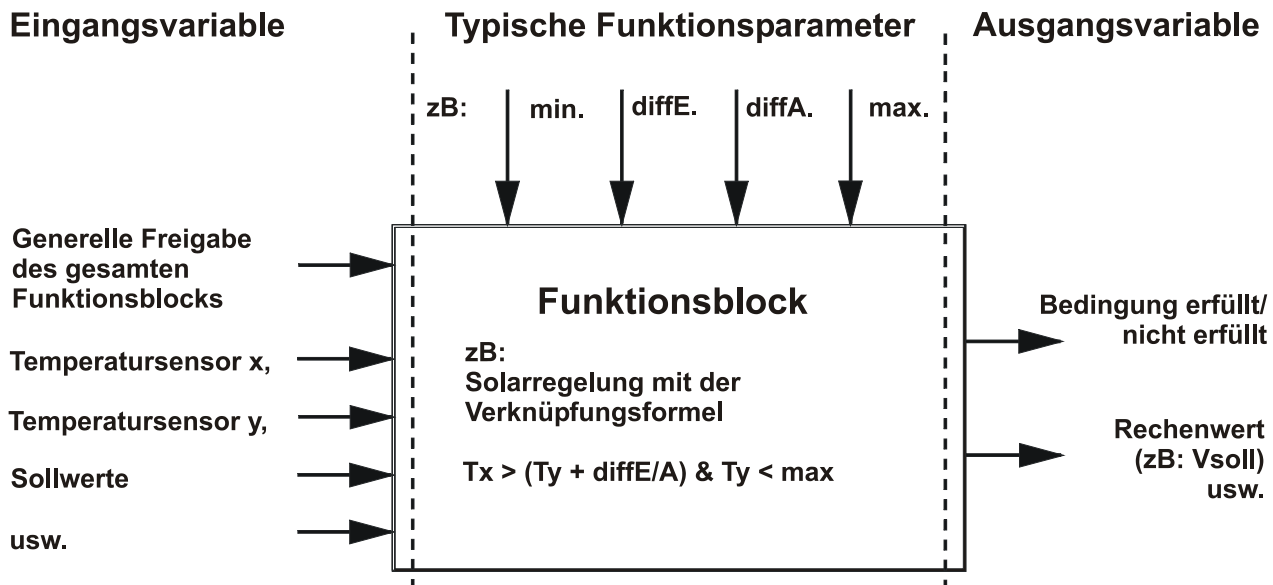 Eingangsvariable
Typische Funktionsparameter
Ausgangsvariable
zB:
min.
diffE.
diffA.
max.
Generelle Freigabe
des gesamten
Funktionsblocks
Temperatursensor x,
Temperatursensor y,
Sollwerte
usw.
Funktionsblock
zB:
Solarregelung mit der
Verknüpfungsformel
Tx > (Ty + diffE/A) & Ty < max
Bedingung erfüllt/
nicht erfüllt
Rechenwert
(zB: Vsoll)
usw.